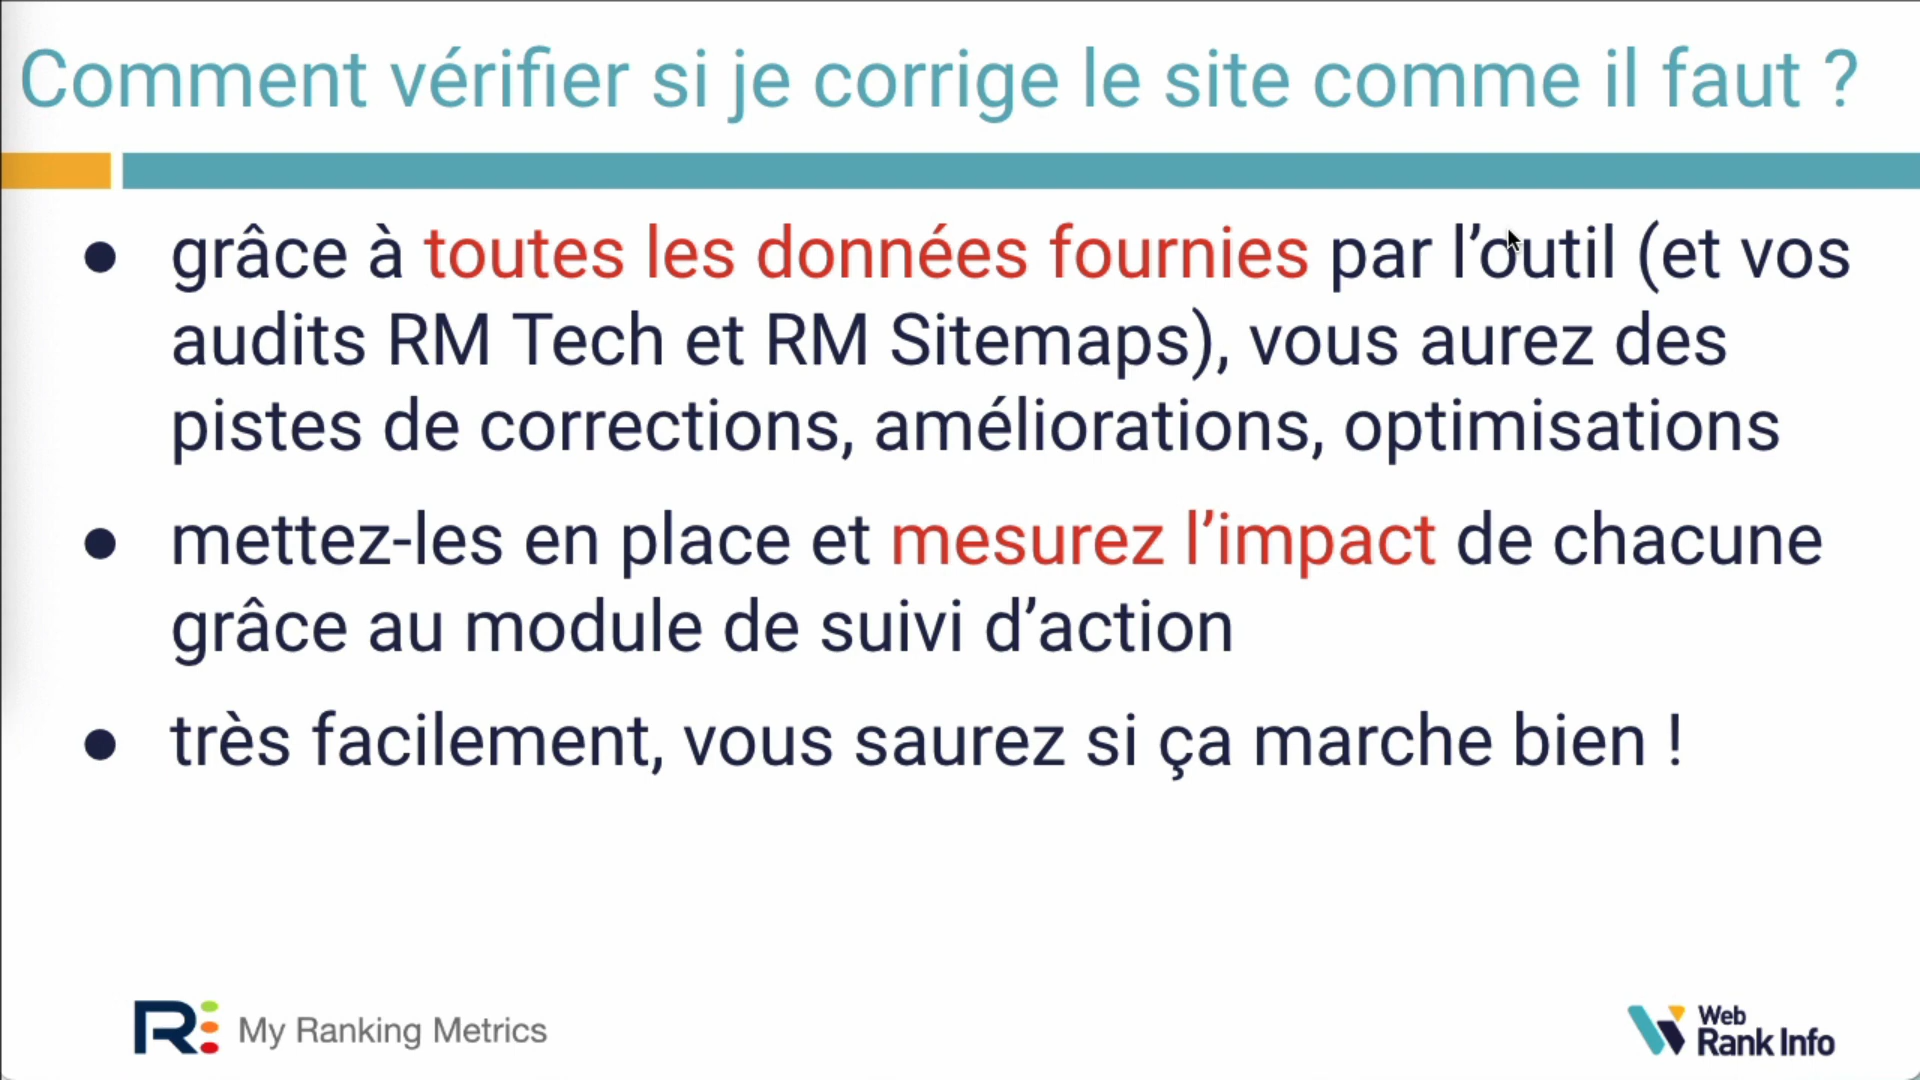 Comment vérifier si je corrige le site comme il faut ?
● grâce à toutes les données fournies par l’outil (et vos
audits RM Tech et RM Sitemaps), vous aurez des
pistes de corrections, améliorations, optimisations
● mettez-les en place et mesurez l’impact de chacune
grâce au module de suivi d’action
● très facilement, vous saurez si ça marche bien !
R My Ranking Metrics
Web
Rank Info